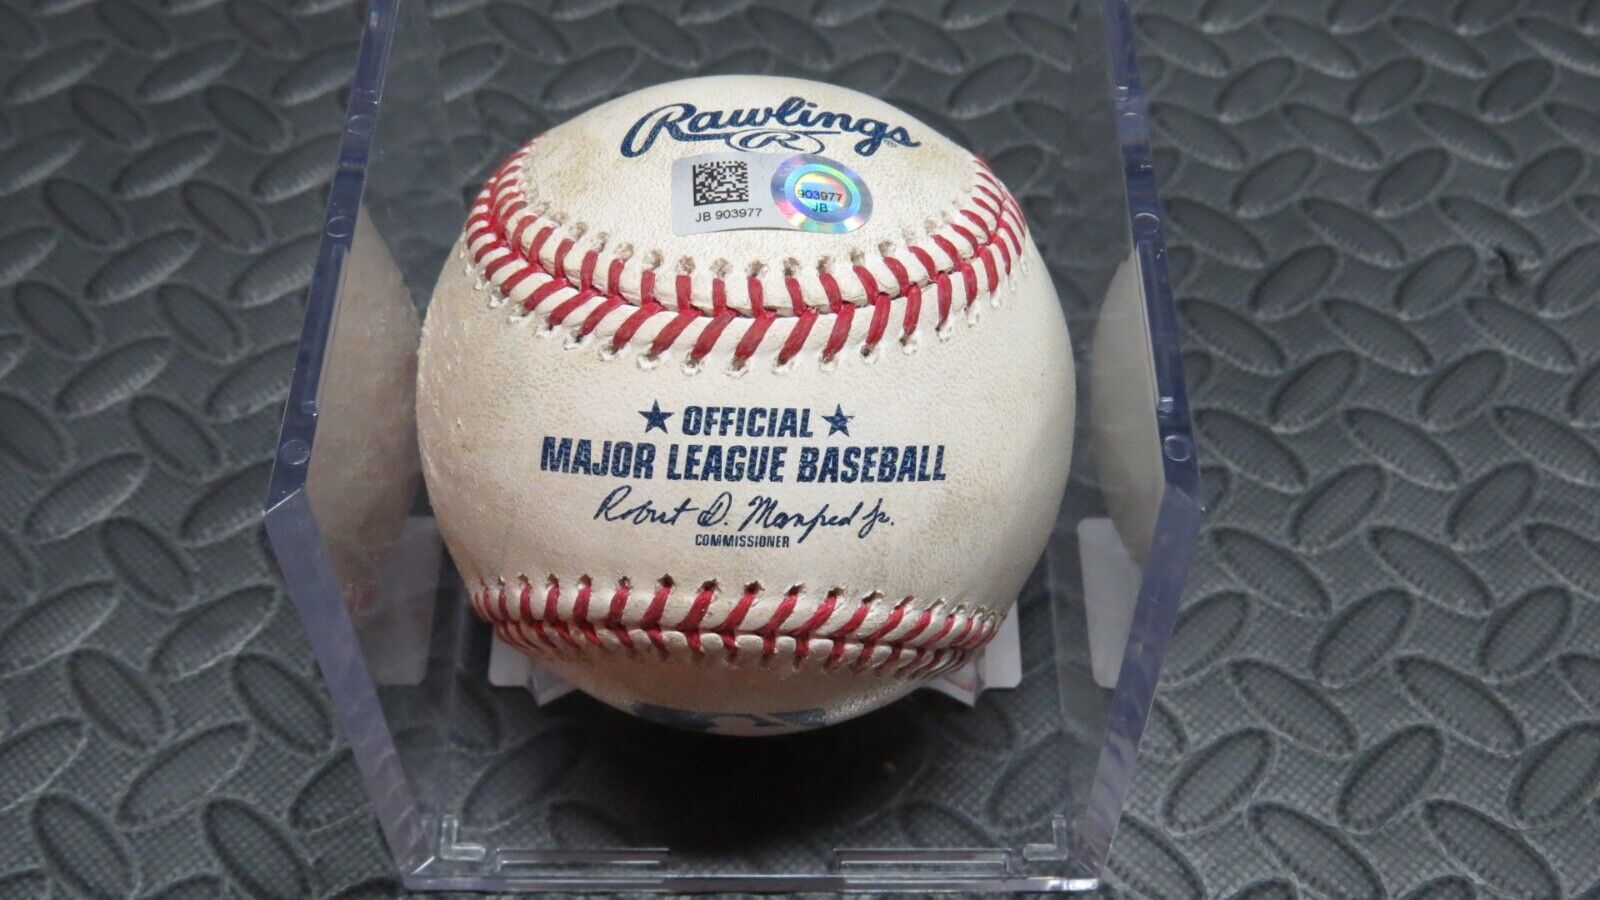 Rawlings
R
JB 903977
903977
JB
OFFICIAL
MAJOR LEAGUE BASEBALL
Robert D. Manfred Jr.
COMMISSIONER